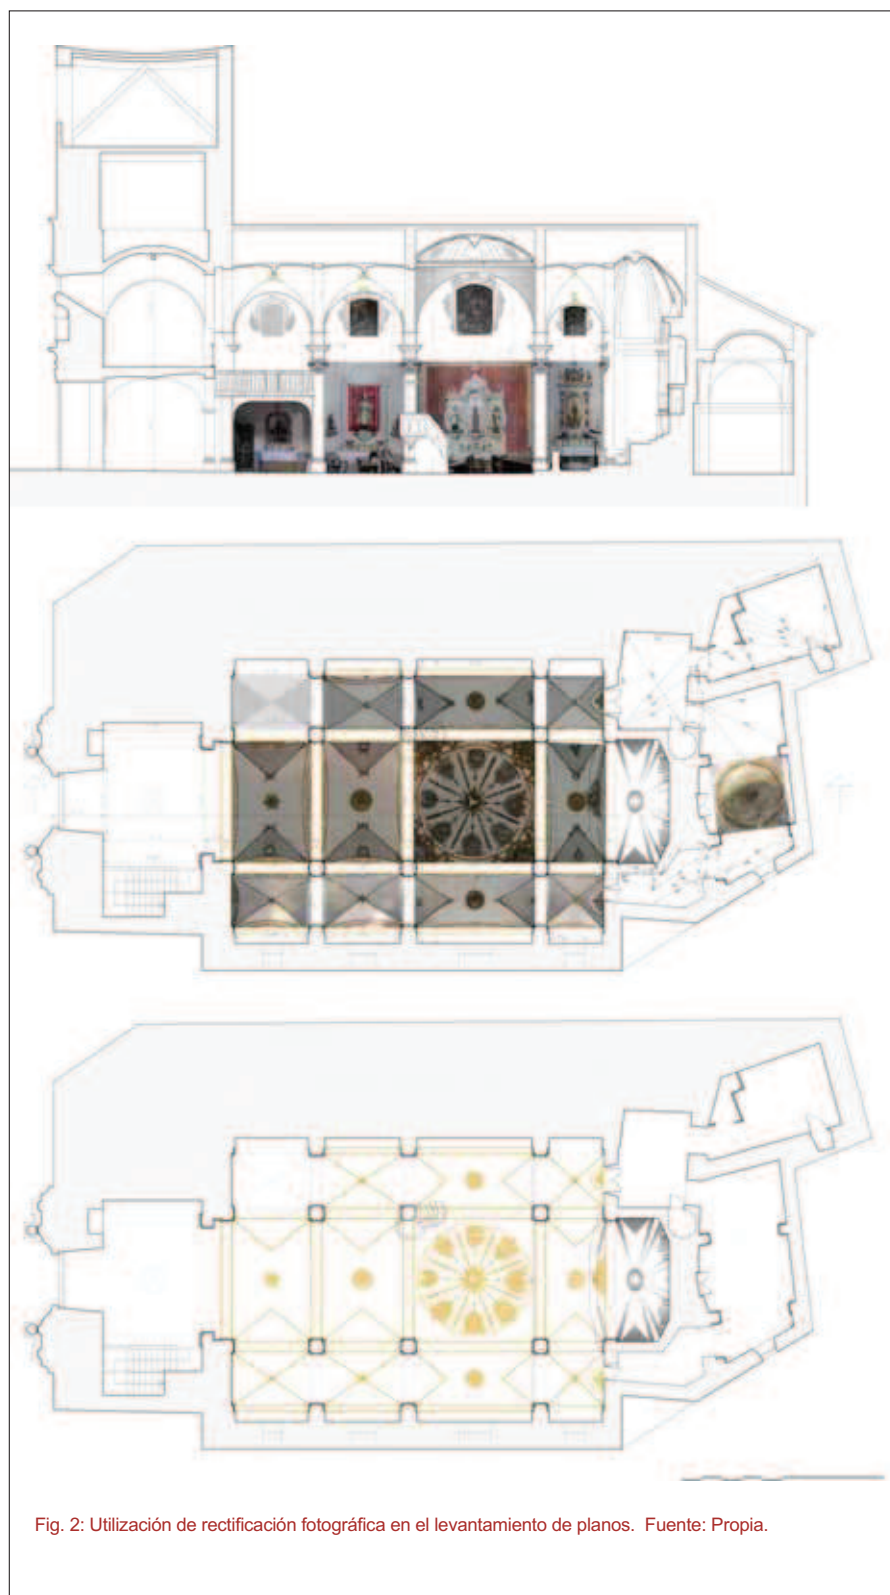 Fig. 2: Utilización de rectificación fotográfica en el levantamiento de planos.  Fuente: Propia.